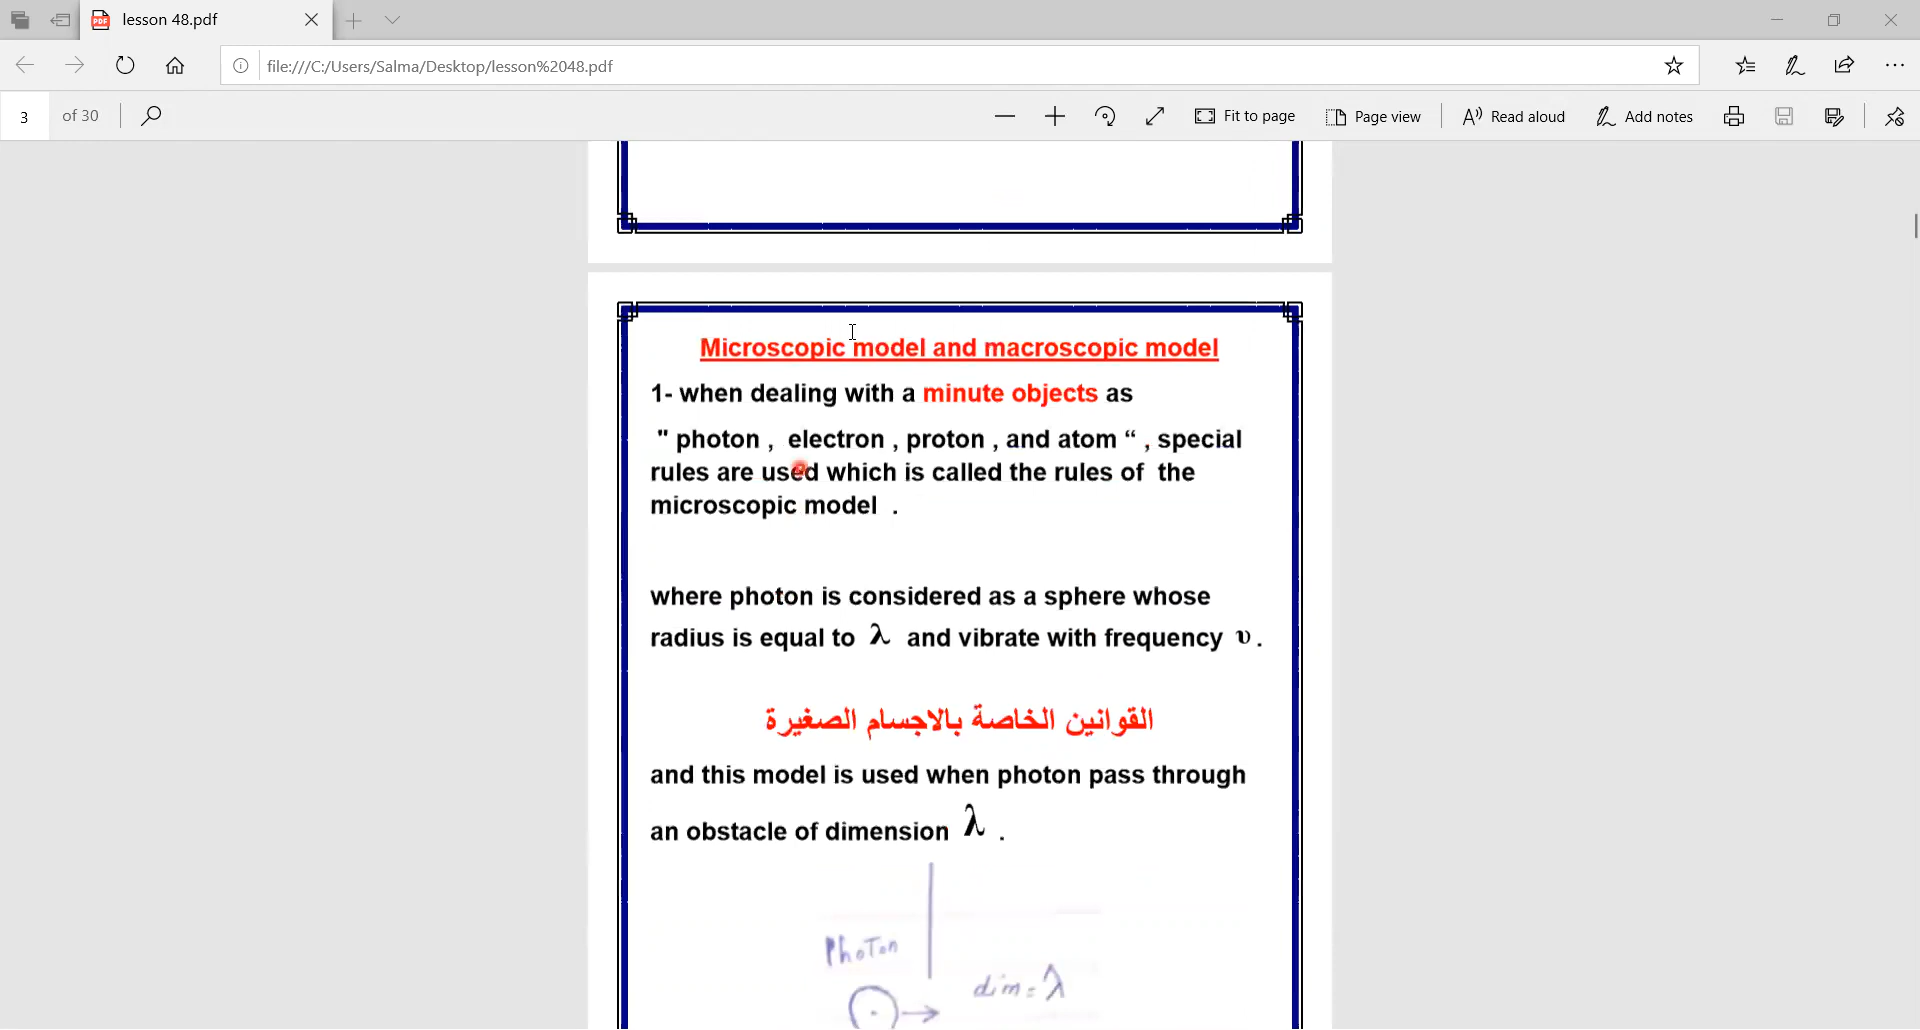 lesson 48.pdf
file:///C:/Users/Salma/Desktop/lesson%2048.pdf
3 of 30
Fit to page
Page view
Read aloud
Add notes
Microscopic model and macroscopic model
1- when dealing with a minute objects as
" photon , electron , proton , and atom “ , special
rules are used which is called the rules of the
microscopic model .
where photon is considered as a sphere whose
radius is equal to λ and vibrate with frequency υ .
القوانين الخاصة بالاجسام الصغيرة
and this model is used when photon pass through
an obstacle of dimension λ .
Photon
dim = λ